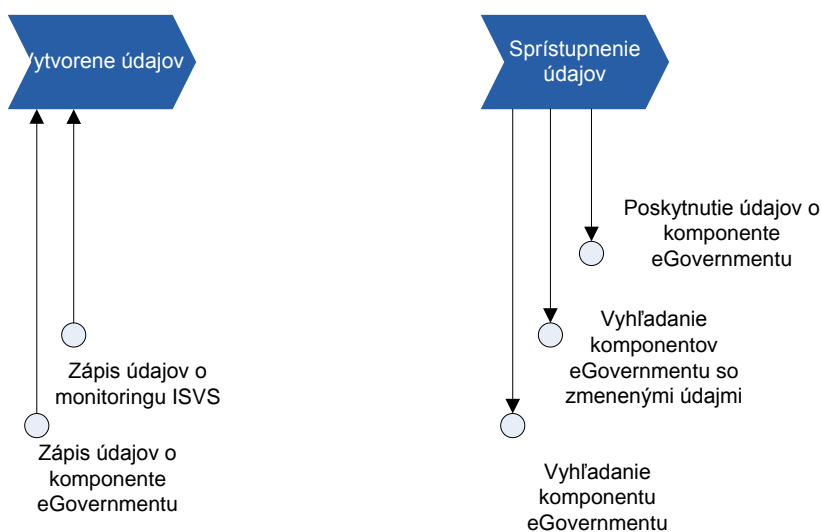 Vytvorene údajov
Sprístupnenie
údajov
Poskytnutie údajov o
komponente
eGovernmentu
Vyhľadanie
komponentov
eGovernmentu so
zmenenými údajmi
Zápis údajov o
monitoringu ISVS
Zápis údajov o
komponente
eGovernmentu
Vyhľadanie
komponentu
eGovernmentu